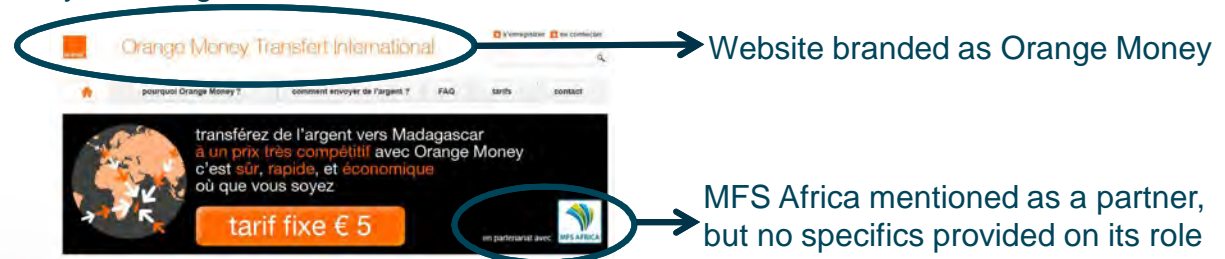 Orange Money Transfert International
s'enregistrer se connecter
Website branded as Orange Money
pourquoi Orange Money ? comment envoyer de l'argent ? FAQ tarifs contact
transférez de l'argent vers Madagascar
à un prix très compétitif avec Orange Money
c'est sûr, rapide, et économique
où que vous soyez
tarif fixe € 5
en partenariat avec
MFS AFRICA
MFS Africa mentioned as a partner,
but no specifics provided on its role